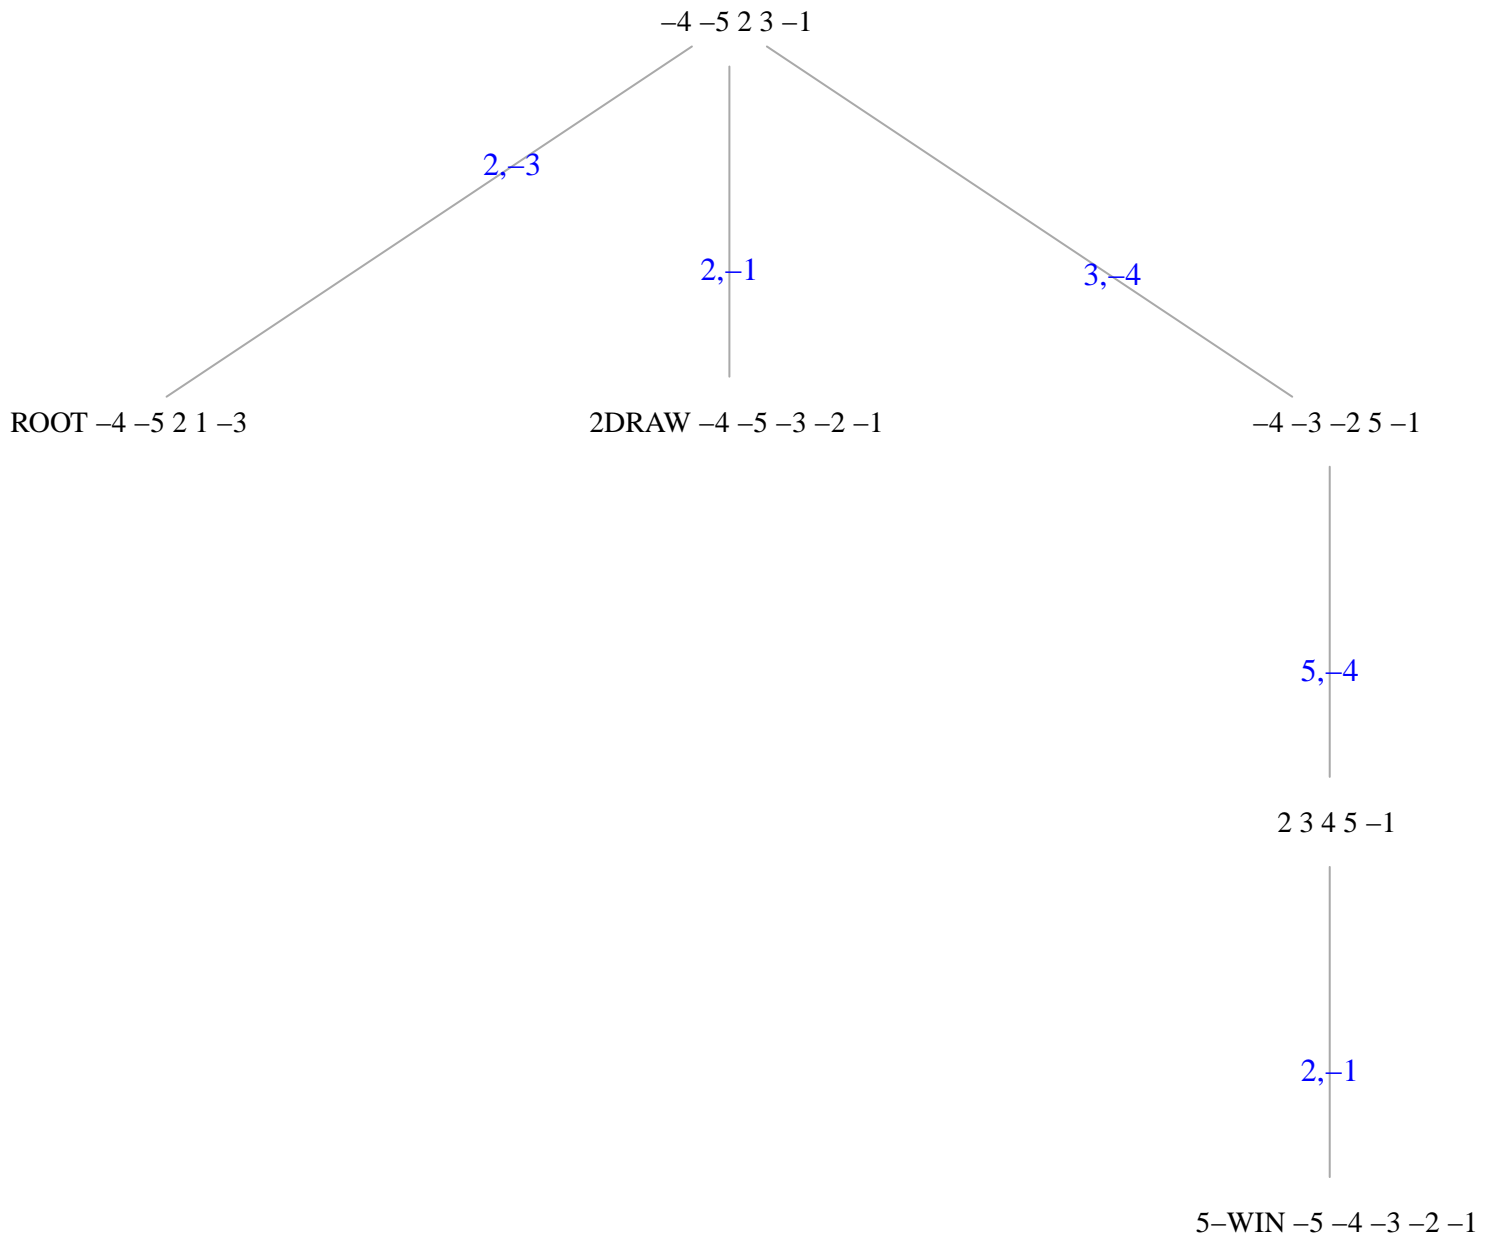 –4 –5 2 3 –1
2,–3
2,–1
3,–4
ROOT –4 –5 2 1 –3
2DRAW –4 –5 –3 –2 –1
–4 –3 –2 5 –1
5,–4
2 3 4 5 –1
2,–1
5–WIN –5 –4 –3 –2 –1